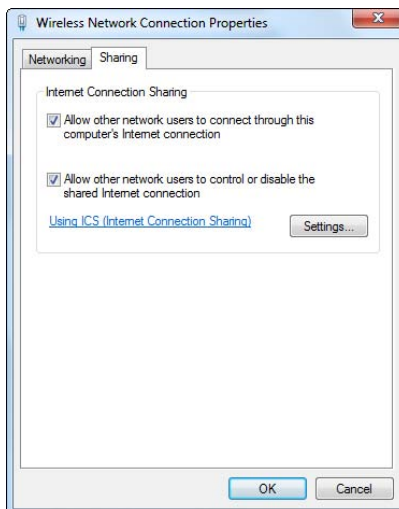 Wireless Network Connection Properties
Networking
Sharing
Internet Connection Sharing
Allow other network users to connect through this
computer's Internet connection
Allow other network users to control or disable the
shared Internet connection
Using ICS (Internet Connection Sharing)
Settings...
OK
Cancel